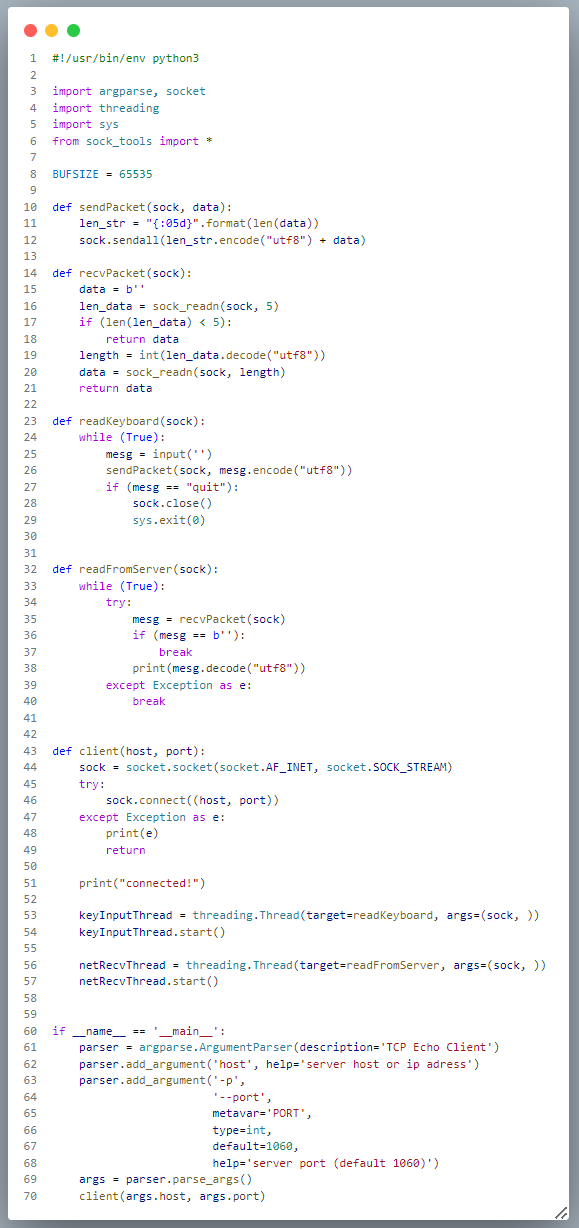 1 #!/usr/bin/env python3
2
3 import argparse, socket
4 import threading
5 import sys
6 from sock_tools import *
7
8 BUFSIZE = 65535
9
10 def sendPacket(sock, data):
11     len_str = "{:05d}".format(len(data))
12     sock.sendall(len_str.encode("utf8") + data)
13
14 def recvPacket(sock):
15     data = b''
16     len_data = sock_readn(sock, 5)
17     if (len(len_data) < 5):
18         return data
19     length = int(len_data.decode("utf8"))
20     data = sock_readn(sock, length)
21     return data
22
23 def readKeyboard(sock):
24     while (True):
25         mesg = input('')
26         sendPacket(sock, mesg.encode("utf8"))
27         if (mesg == "quit"):
28             sock.close()
29             sys.exit(0)
30
31
32 def readFromServer(sock):
33     while (True):
34         try:
35             mesg = recvPacket(sock)
36             if (mesg == b''):
37                 break
38             print(mesg.decode("utf8"))
39         except Exception as e:
40             break
41
42
43 def client(host, port):
44     sock = socket.socket(socket.AF_INET, socket.SOCK_STREAM)
45     try:
46         sock.connect((host, port))
47     except Exception as e:
48         print(e)
49         return
50
51     print("connected!")
52
53     keyInputThread = threading.Thread(target=readKeyboard, args=(sock, ))
54     keyInputThread.start()
55
56     netRecvThread = threading.Thread(target=readFromServer, args=(sock, ))
57     netRecvThread.start()
58
59
60 if __name__ == '__main__':
61     parser = argparse.ArgumentParser(description='TCP Echo Client')
62     parser.add_argument('host', help='server host or ip adress')
63     parser.add_argument('-p',
64                         '--port',
65                         metavar='PORT',
66                         type=int,
67                         default=1060,
68                         help='server port (default 1060)')
69     args = parser.parse_args()
70     client(args.host, args.port)